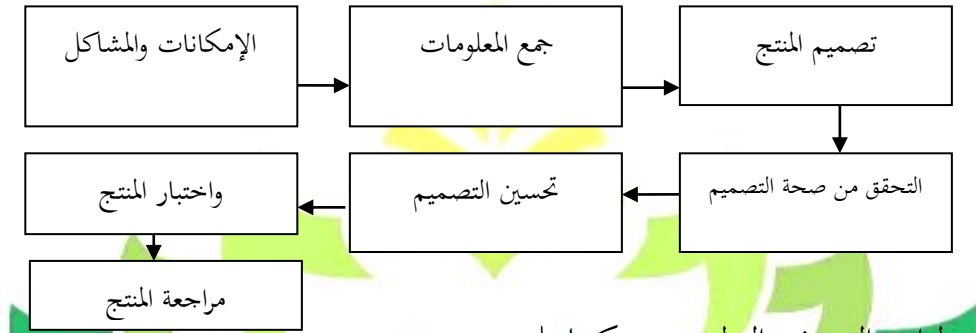 الإمكانات والمشاكل
جمع المعلومات
تصميم المنتج
التحقق من صحة التصميم
تحسين التصميم
واختبار المنتج
مراجعة المنتج